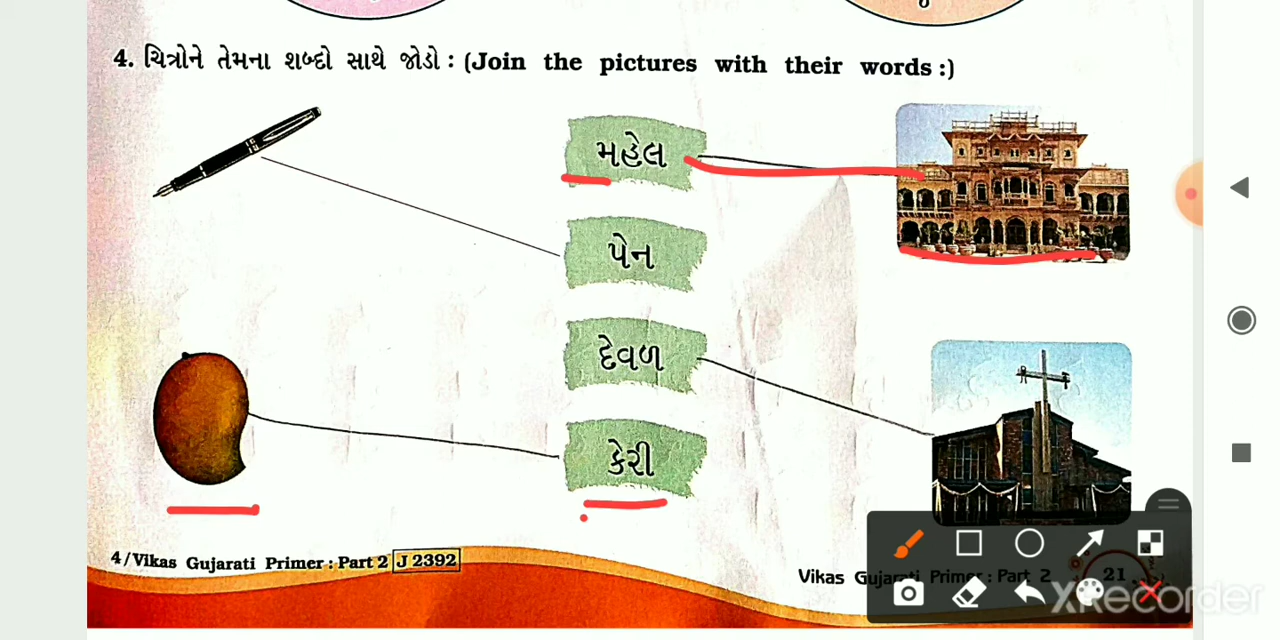 4. ચિત્રોને તેમના શબ્દો સાથે જોડો : (Join the pictures with their words :)
મહેલ
પેન
દેવળ
કેરી
4/Vikas Gujarati Primer : Part 2 J 2392
Vikas Gujarati Primer : Part 2 21
XRecorder